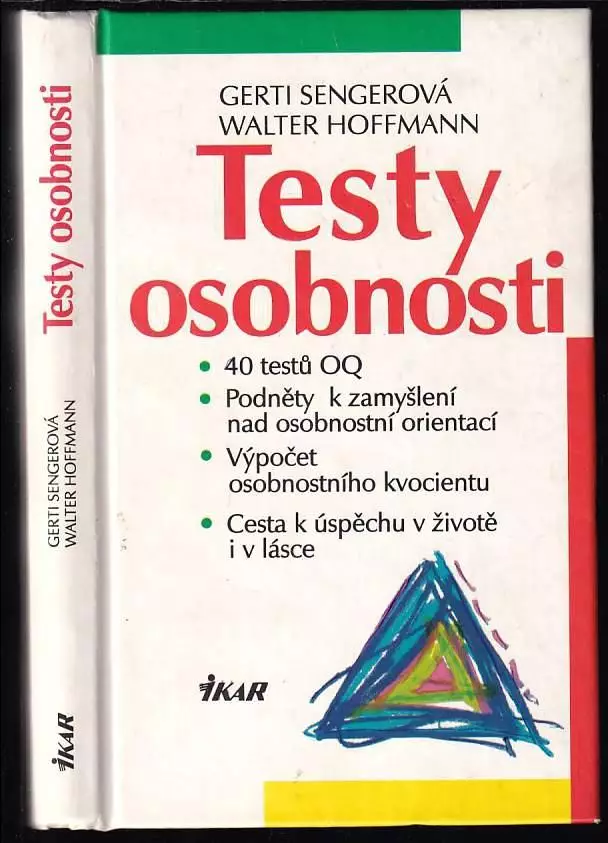 GERTI SENGEROVÁ
WALTER HOFFMANN
Testy
osobnosti
• 40 testů OQ
• Podněty k zamyšlení
nad osobnostní orientací
• Výpočet
osobnostního kvocientu
• Cesta k úspěchu v životě
i v lásce
IKAR
GERTI SENGEROVÁ
WALTER HOFFMANN
Testy osobnosti
IKAR